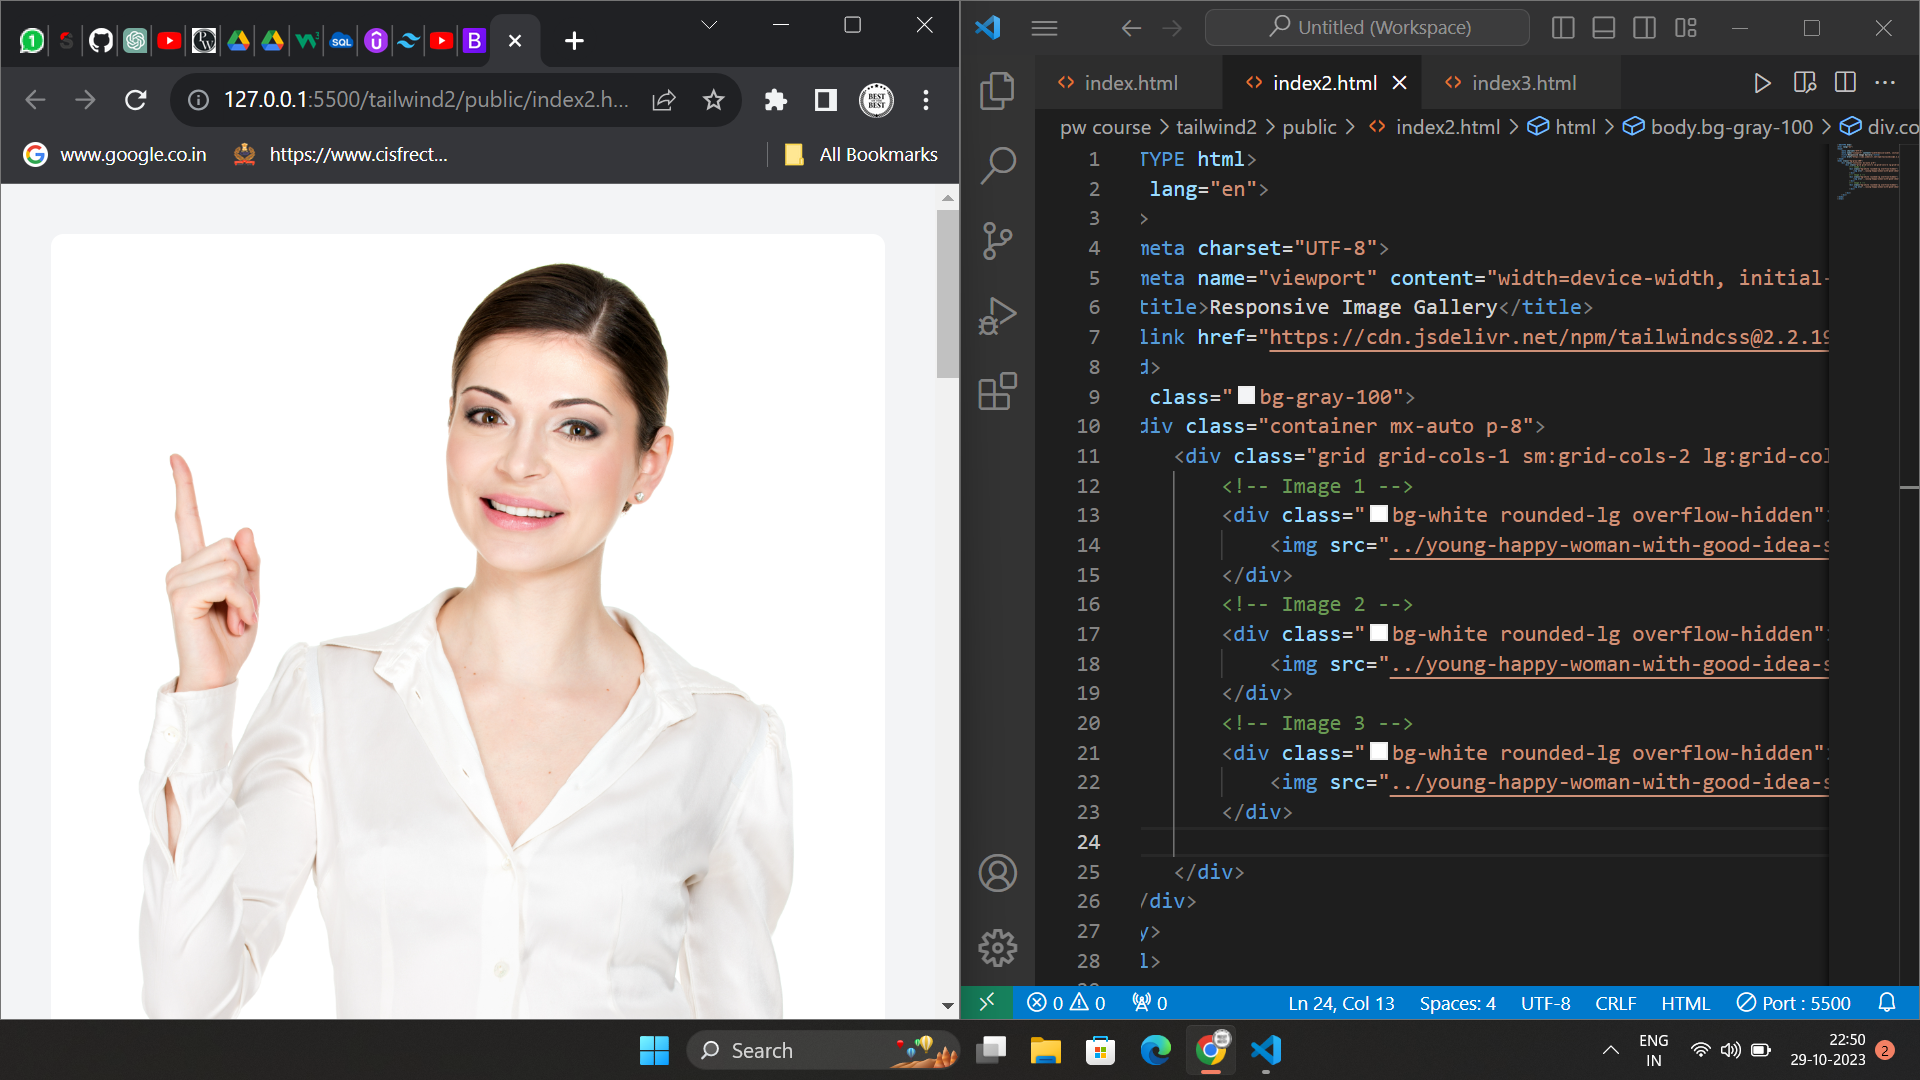 127.0.0.1:5500/tailwind2/public/index2.h...
www.google.co.in
https://www.cisfrect...
All Bookmarks
Untitled (Workspace)
index.html
index2.html
index3.html
pw course > tailwind2 > public > index2.html > html > body.bg-gray-100 > div.co
1 TYPE html>
2 lang="en">
3 >
4 meta charset="UTF-8">
5 meta name="viewport" content="width=device-width, initial-
6 title>Responsive Image Gallery</title>
7 link href="https://cdn.jsdelivr.net/npm/tailwindcss@2.2.19
8 d>
9 class="bg-gray-100">
10 div class="container mx-auto p-8">
11 <div class="grid grid-cols-1 sm:grid-cols-2 lg:grid-col
12 <!-- Image 1 -->
13 <div class="bg-white rounded-lg overflow-hidden">
14 <img src="../young-happy-woman-with-good-idea-s
15 </div>
16 <!-- Image 2 -->
17 <div class="bg-white rounded-lg overflow-hidden">
18 <img src="../young-happy-woman-with-good-idea-s
19 </div>
20 <!-- Image 3 -->
21 <div class="bg-white rounded-lg overflow-hidden">
22 <img src="../young-happy-woman-with-good-idea-s
23 </div>
24
25 </div>
26 /div>
27 y>
28 l>
0 0 0
Ln 24, Col 13 Spaces: 4 UTF-8 CRLF HTML Port : 5500
Search
ENG
IN
22:50
29-10-2023
2